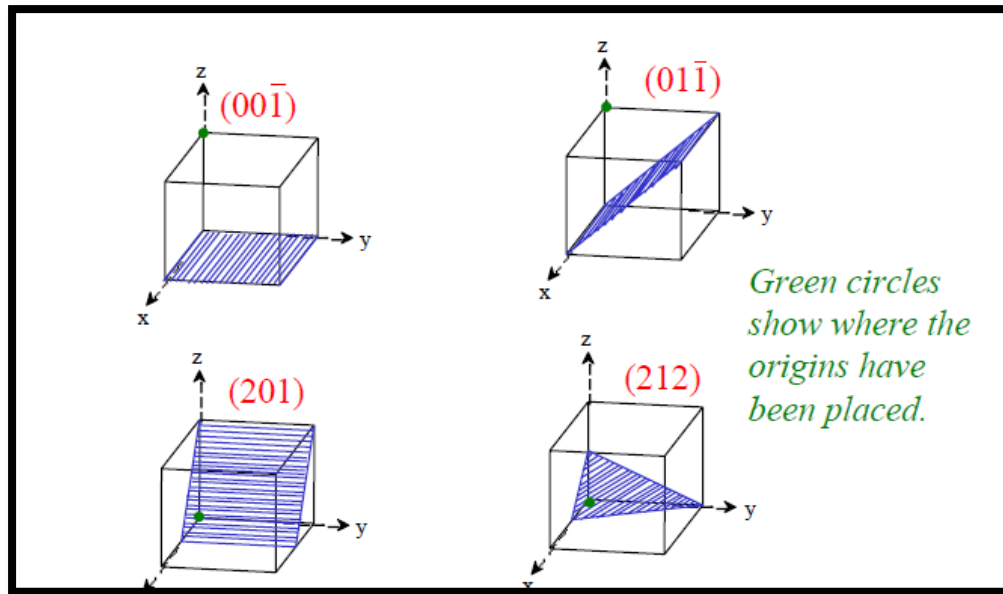 z
(001̄)
y
x
z
(011̄)
y
x
Green circles
show where the
origins have
been placed.
z
(201)
y
z
(212)
y
x